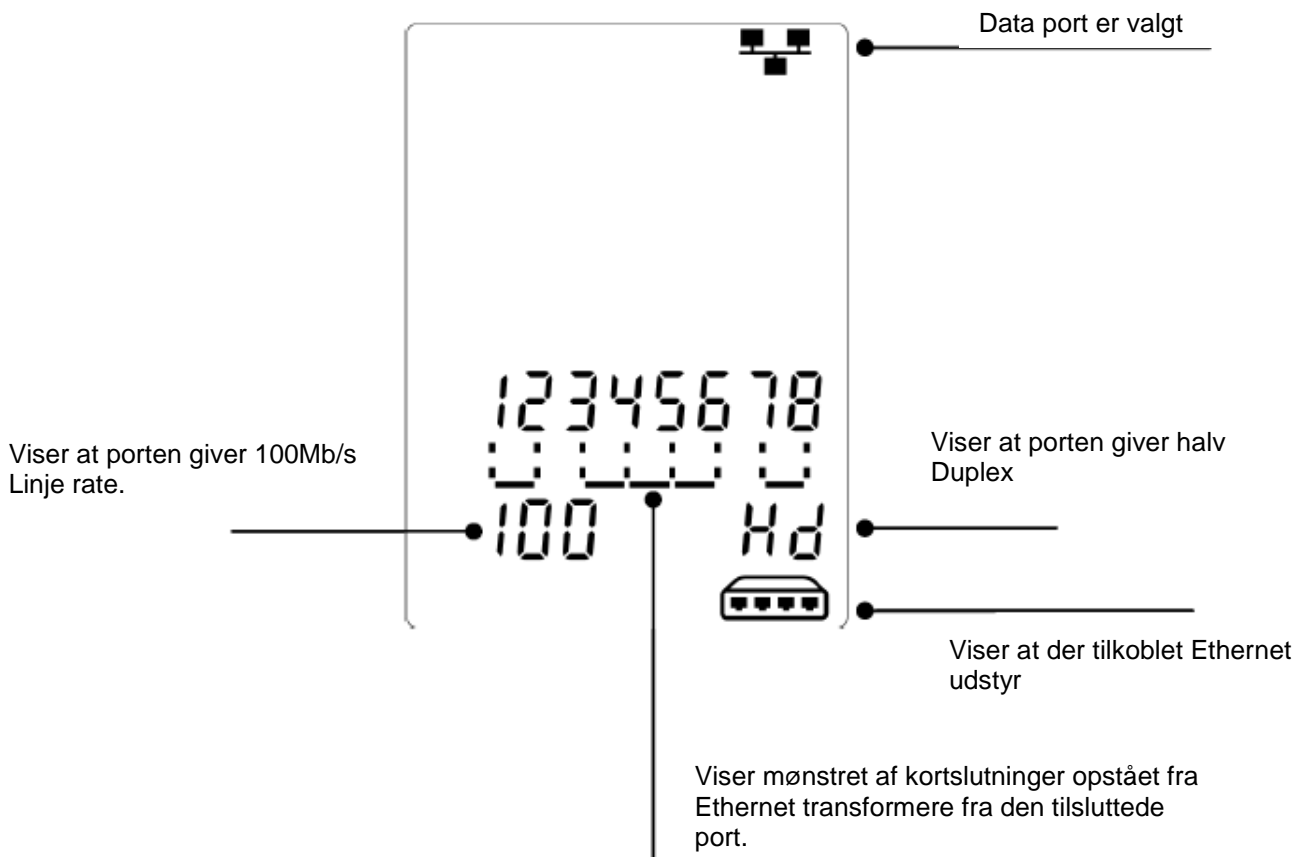 Data port er valgt
12345678
Viser at porten giver 100Mb/s
Linje rate.
Viser at porten giver halv
Duplex
100 Hd
Viser at der tilkoblet Ethernet
udstyr
Viser mønstret af kortslutninger opstået fra
Ethernet transformere fra den tilsluttede
port.